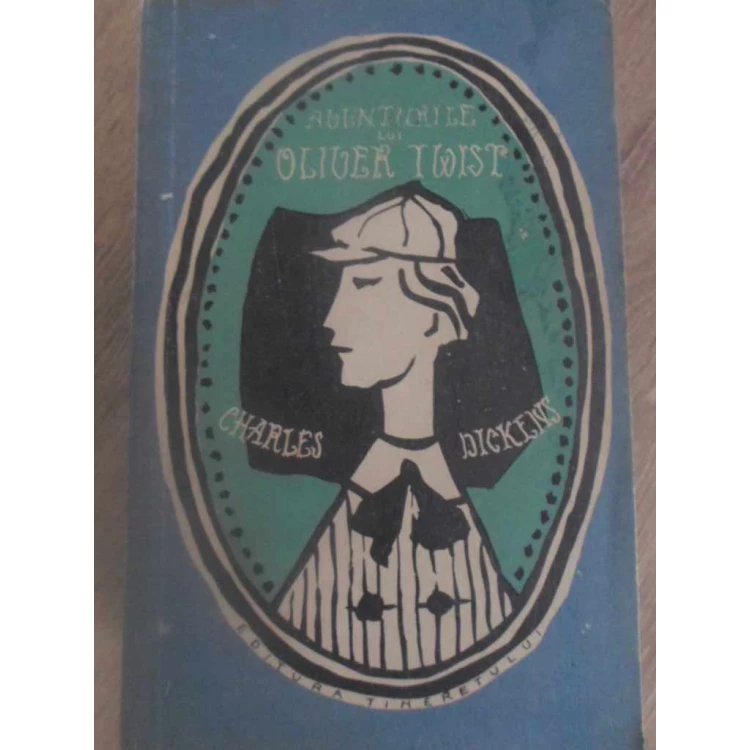 AVENTURILE
LUI
OLIVER TWIST
CHARLES DICKENS
EDITURA TINERETULUI